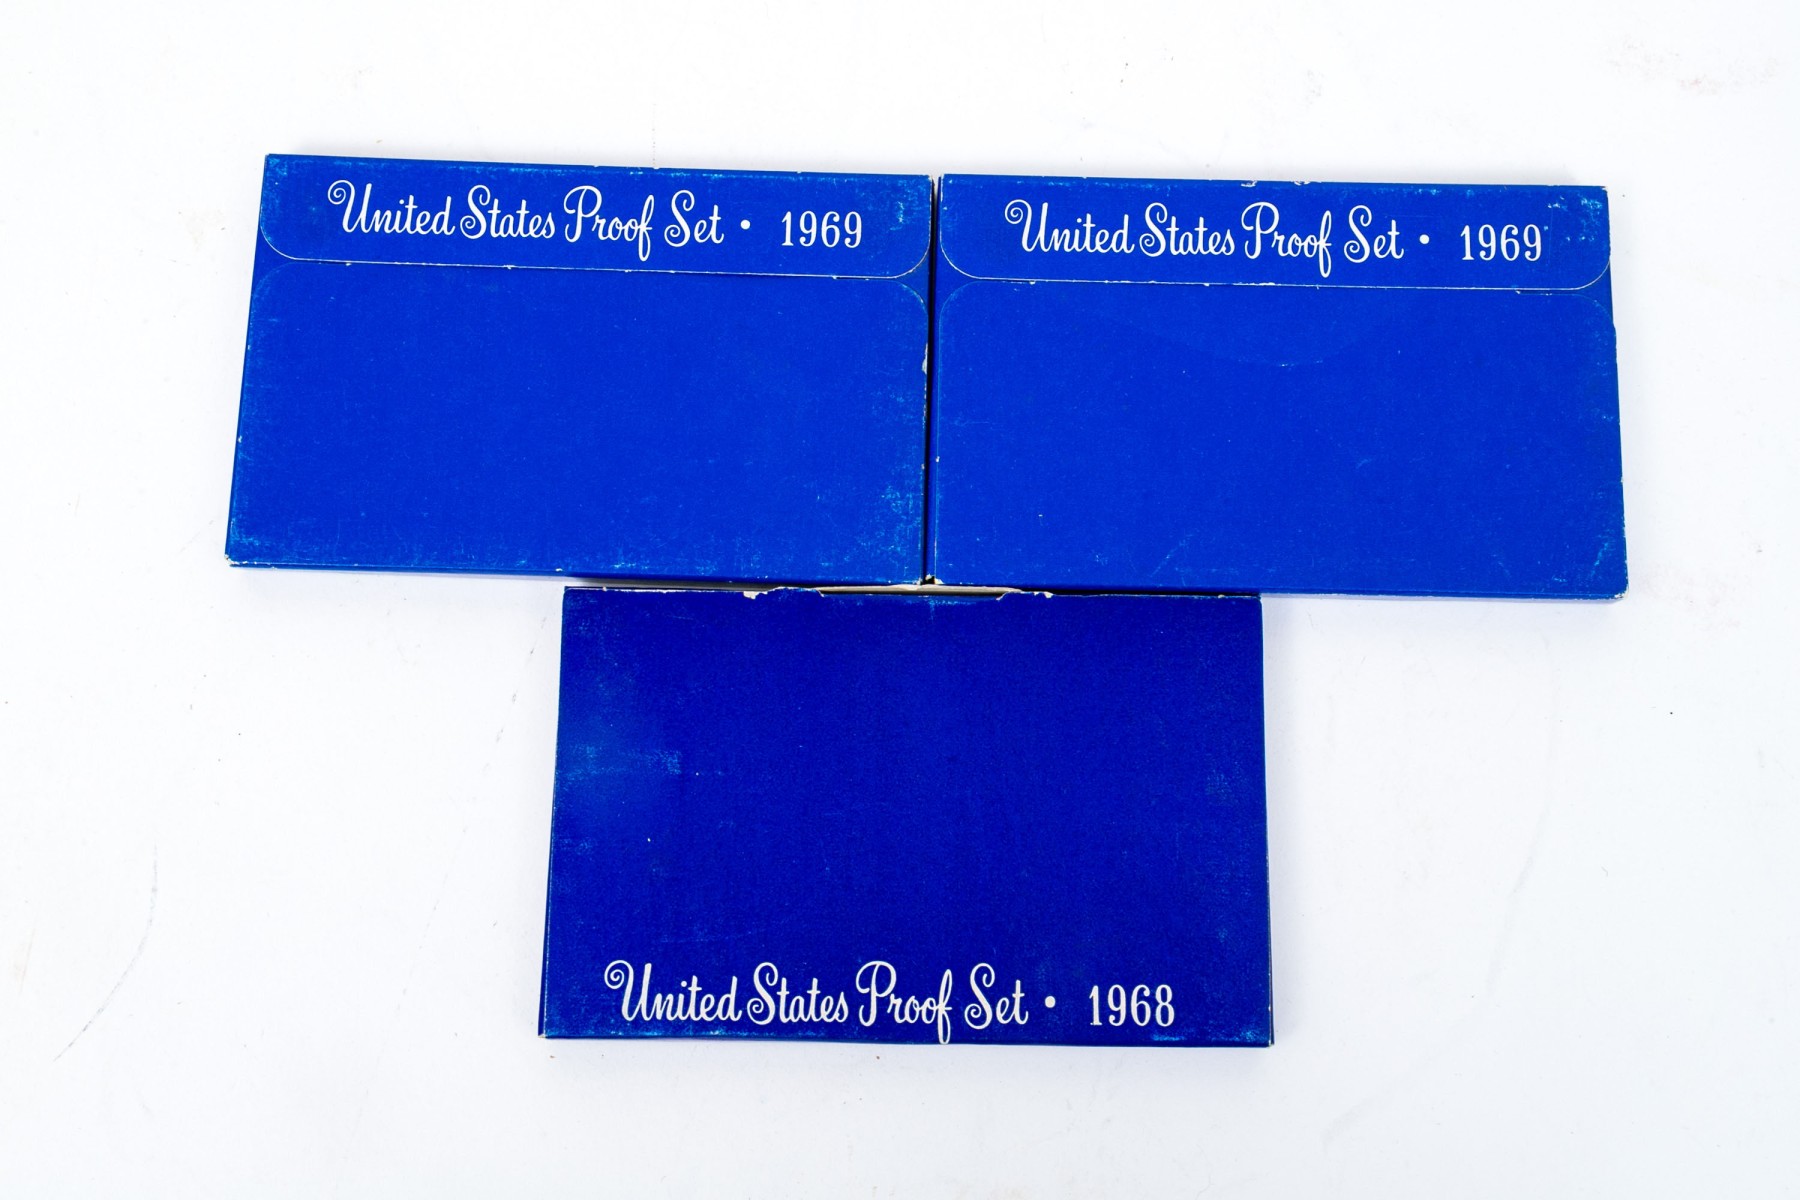 United States Proof Set • 1969
United States Proof Set • 1969
United States Proof Set • 1968